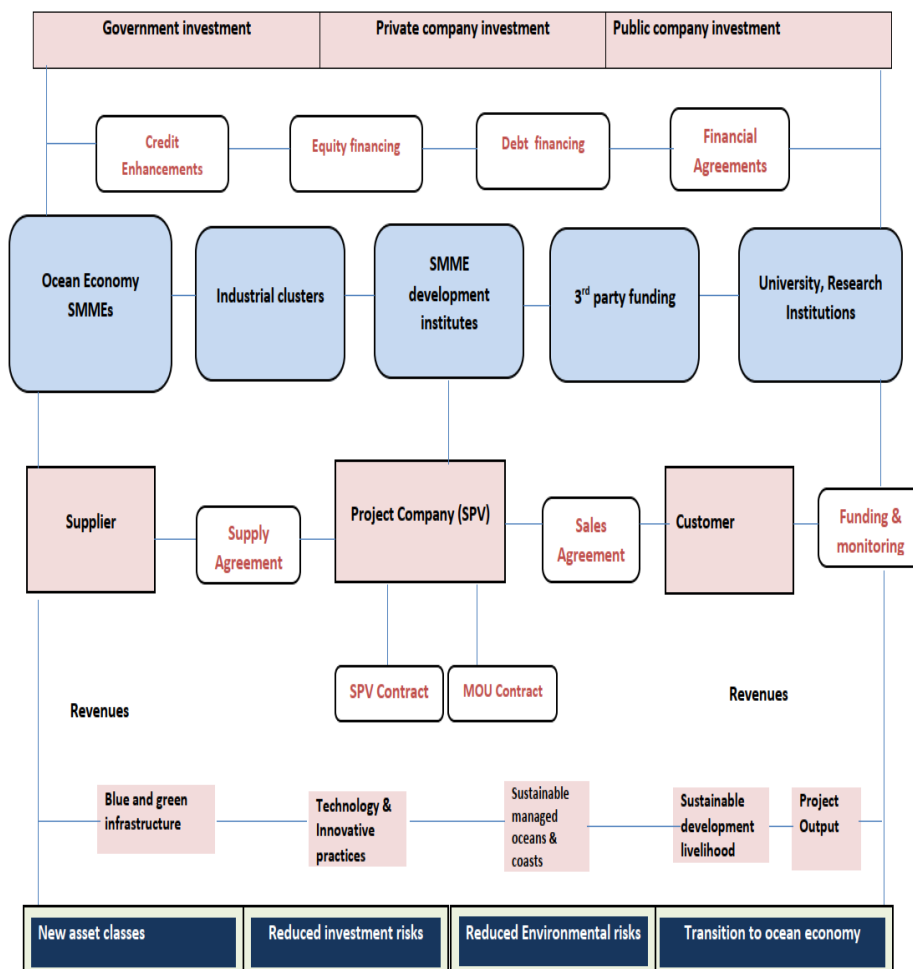 Government investment
Private company investment
Public company investment
Credit
Enhancements
Equity financing
Debt financing
Financial
Agreements
Ocean Economy
SMMEs
Industrial clusters
SMME
development
institutes
3rd party funding
University, Research
Institutions
Supplier
Supply
Agreement
Project Company (SPV)
Sales
Agreement
Customer
Funding &
monitoring
SPV Contract
MOU Contract
Revenues
Revenues
Blue and green
infrastructure
Technology &
Innovative
practices
Sustainable
managed
oceans &
coasts
Sustainable
development
livelihood
Project
Output
New asset classes
Reduced investment risks
Reduced Environmental risks
Transition to ocean economy